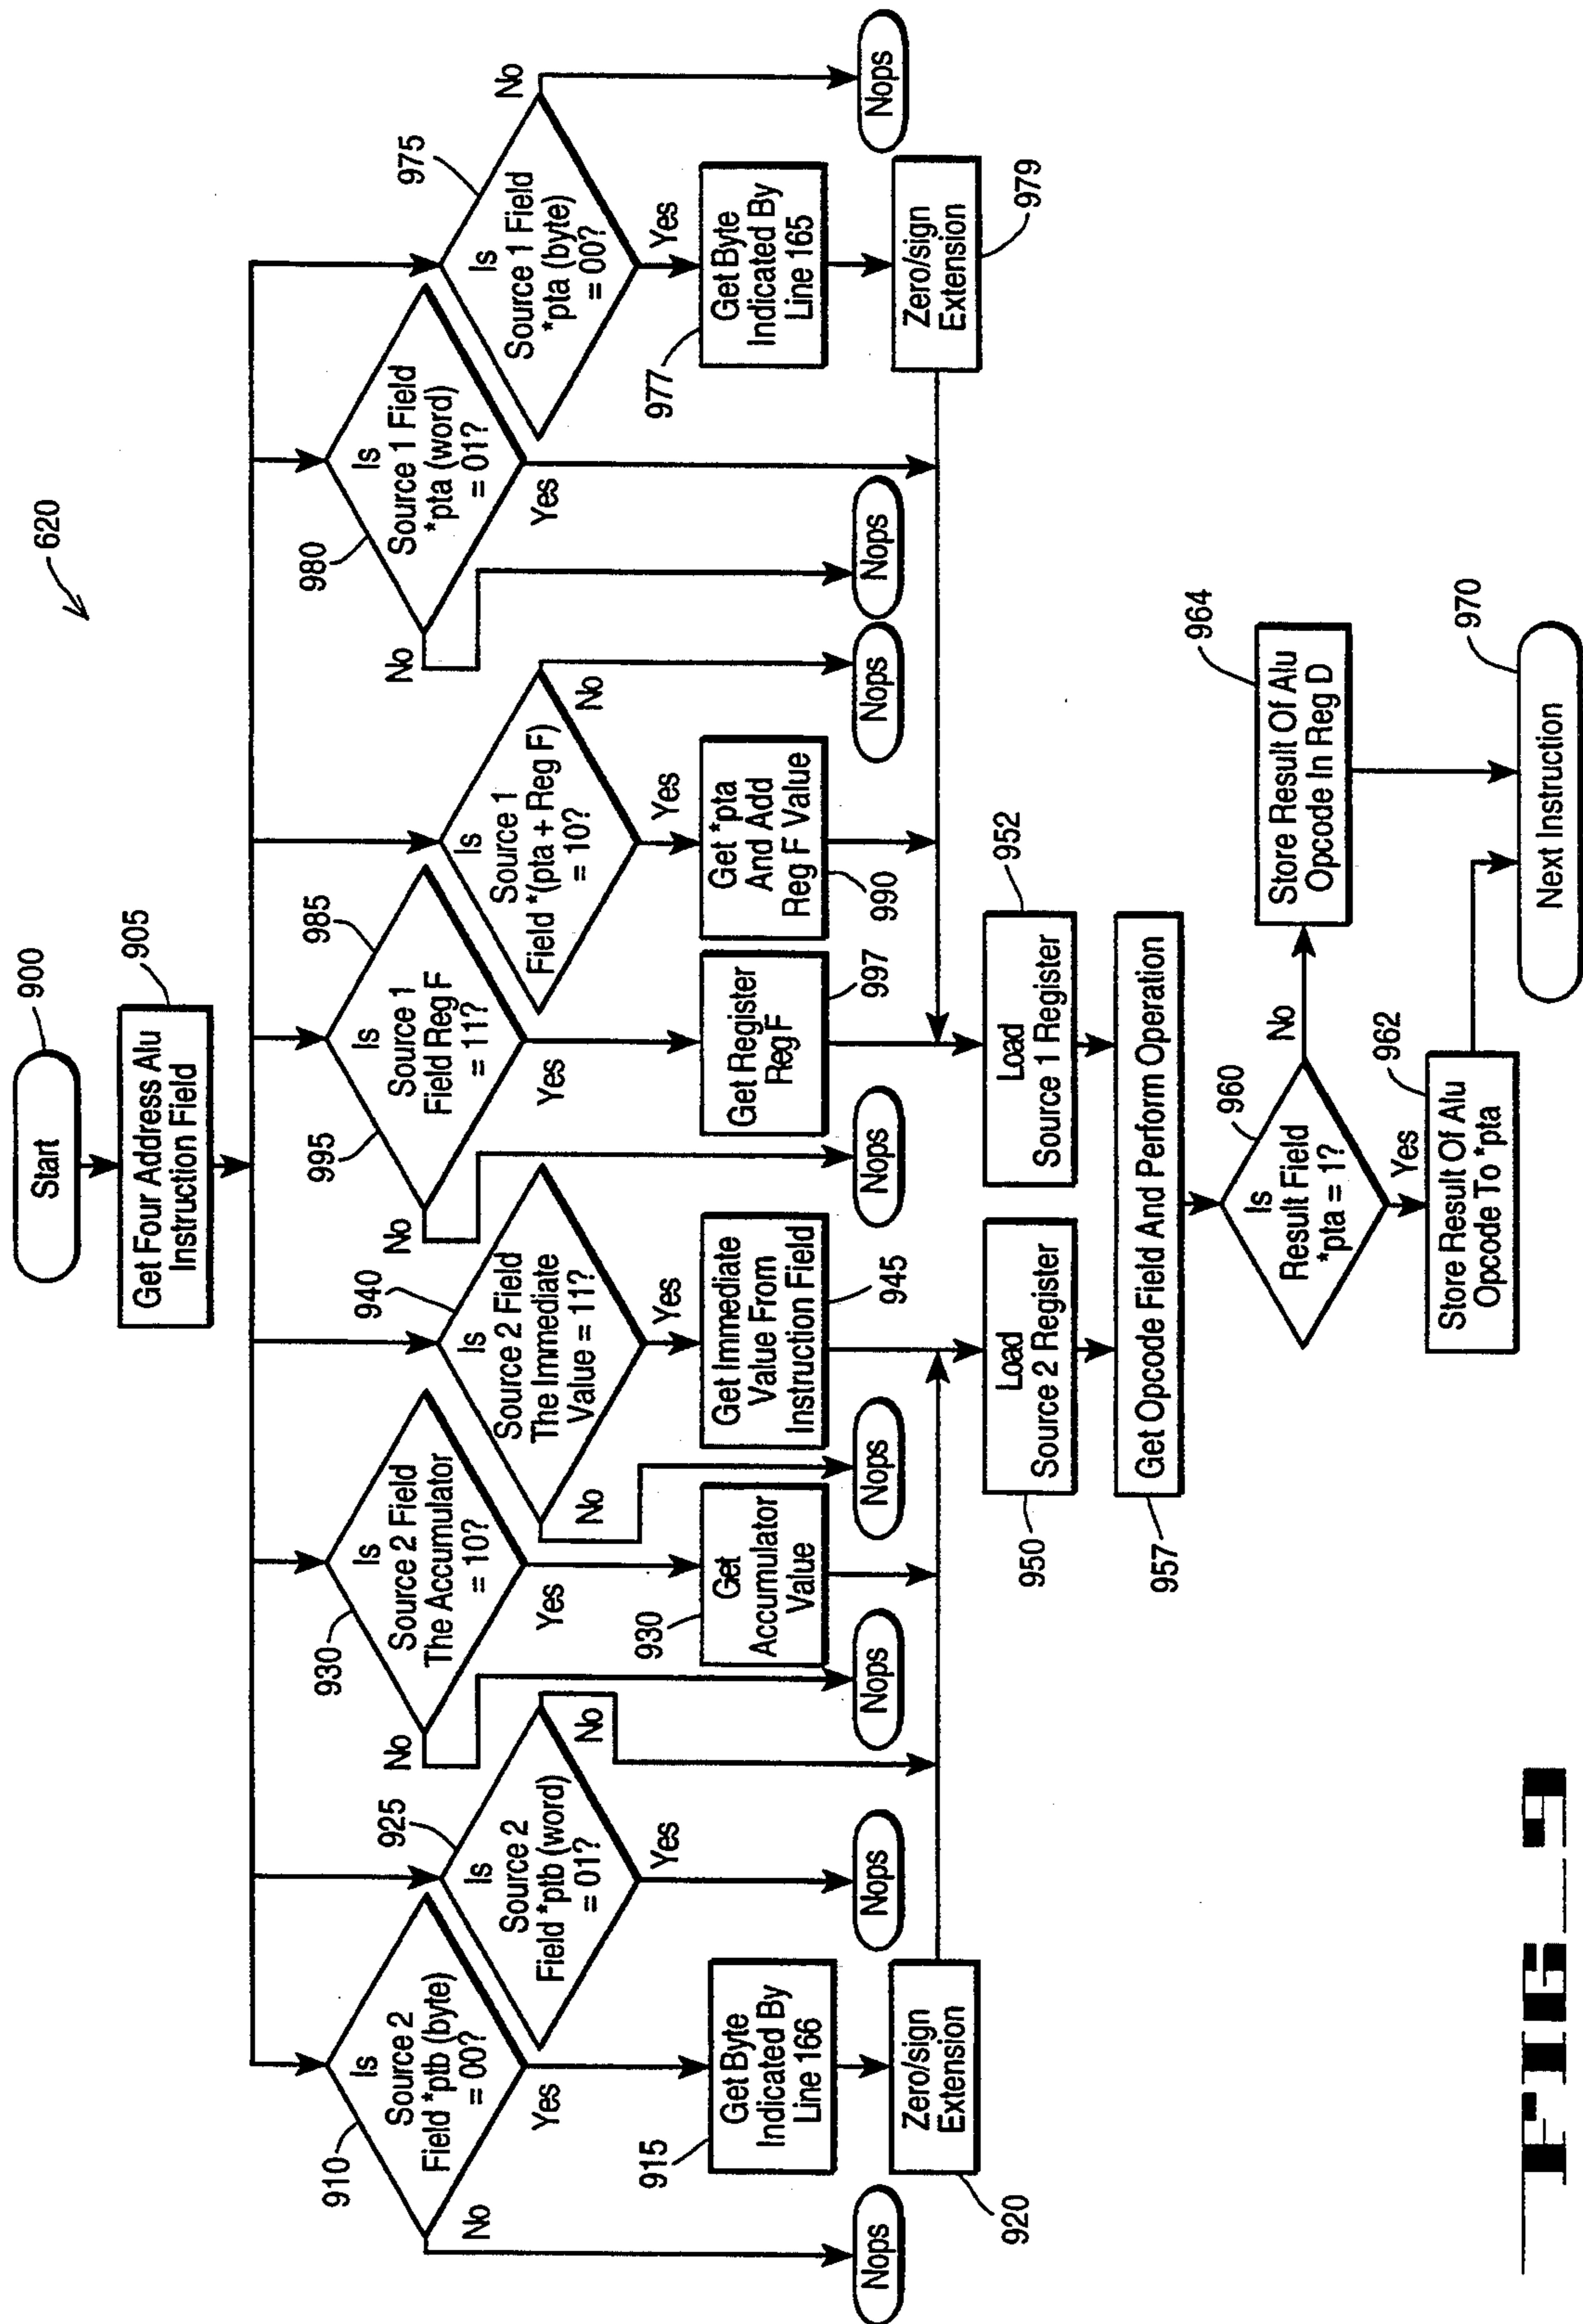 620
Start
900
Get Four Address Alu
Instruction Field
905
910
Is
Source 2
Field *ptb (byte)
= 00?
No
Yes
925
Is
Source 2
Field *ptb (word)
= 01?
No
Yes
930
Is
Source 2 Field
The Accumulator
= 10?
No
Yes
940
Is
Source 2 Field
The Immediate
Value = 11?
No
Yes
995
985
Is
Source 1
Field Reg F
= 11?
No
Yes
Is
Source 1
Field *(pta + Reg F)
= 10?
No
Yes
980
Is
Source 1 Field
*pta (word)
= 01?
No
Yes
975
Is
Source 1 Field
*pta (byte)
= 00?
No
Yes
915
Get Byte
Indicated By
Line 166
930
Get
Accumulator
Value
Get Immediate
Value From
Instruction Field
945
Get Register
Reg F
997
Get *pta
And Add
Reg F Value
990
977
Get Byte
Indicated By
Line 165
Nops
Nops
Nops
Nops
Nops
Nops
Nops
Nops
920
Zero/sign
Extension
Zero/sign
Extension
979
950
Load
Source 2 Register
Load
Source 1 Register
952
957
Get Opcode Field And Perform Operation
960
Is
Result Field
*pta = 1?
No
Yes
964
Store Result Of Alu
Opcode In Reg D
962
Store Result Of Alu
Opcode To *pta
970
Next Instruction
FIG 9